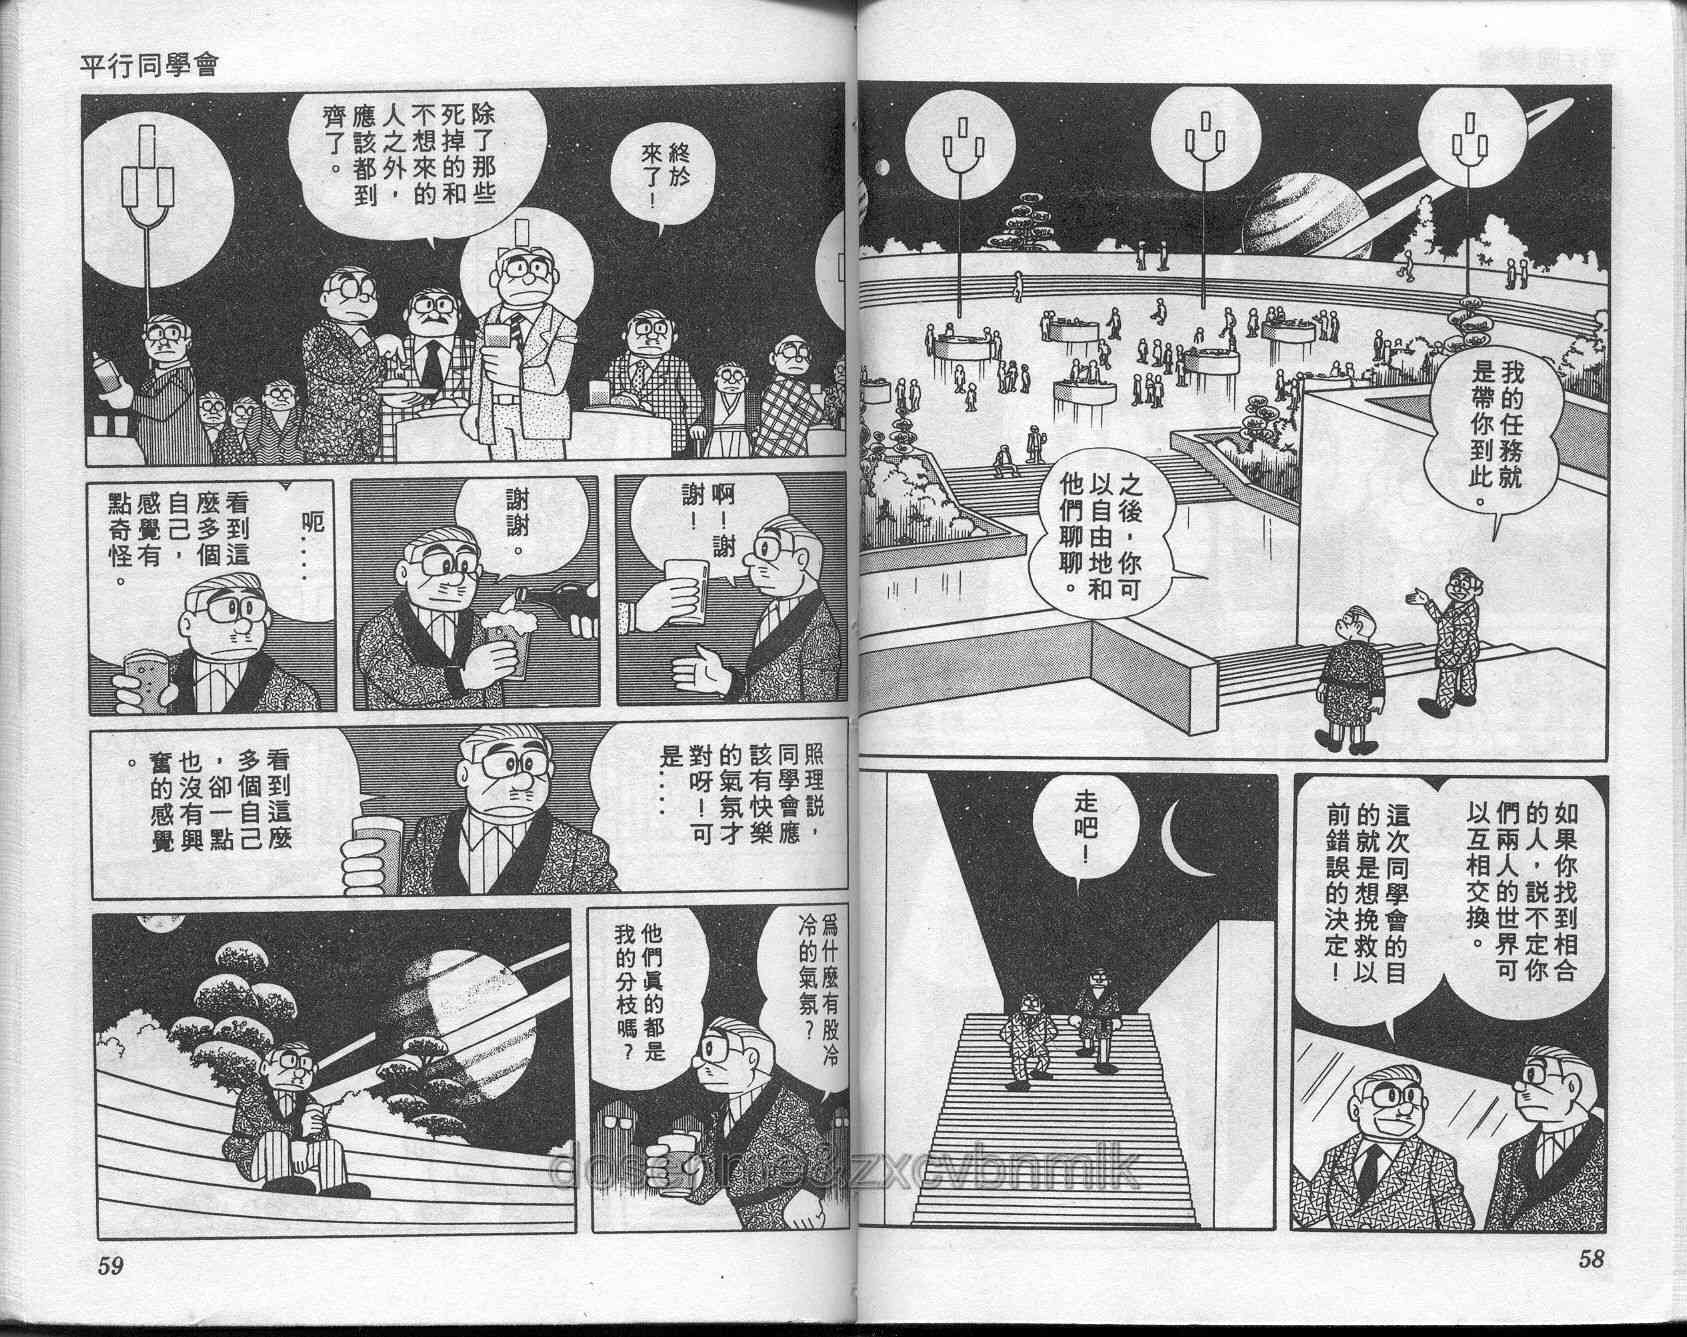 我的任務就
是帶你到此。
之後，你可
以自由地和
他們聊聊。
如果你找到相合
的人，說不定你
們兩人的世界可
以互相交換。
這次同學會的目
的就是想挽救以
前錯誤的決定！
走吧！
58
平行同學會
終於
來了！
除了那些
死掉的和
不想來的
人之外，
應該都到
齊了。
啊！謝
謝！
謝謝。
呃‥‥
看到這
麼多個
自己，
感覺有
點奇怪。
照理説，
同學會應
該有快樂
的氣氛才
對呀！可
是‥‥
看到這麼
多個自己
，卻一點
也沒有興
奮的感覺
。
爲什麼有股冷
冷的氣氛？
他們眞的都是
我的分枝嗎？
59
dosenme&zxcvbnmlk